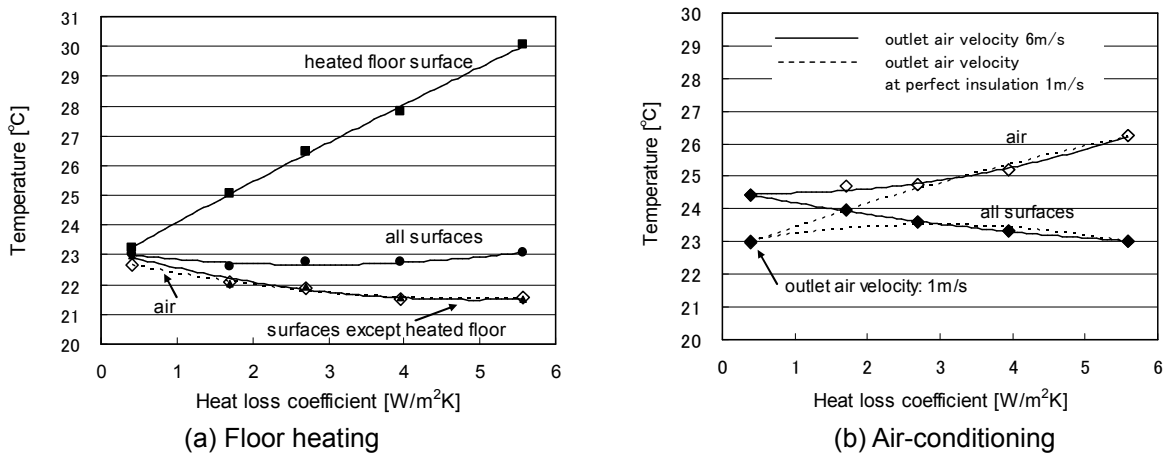 31
30
29
28
27
26
25
24
23
22
21
20
Temperature [°C]
heated floor surface
all surfaces
air
surfaces except heated floor
0 1 2 3 4 5 6
Heat loss coefficient [W/m²K]
(a) Floor heating
30
29
28
27
26
25
24
23
22
21
20
Temperature [°C]
outlet air velocity 6m/s
outlet air velocity
at perfect insulation 1m/s
air
all surfaces
outlet air velocity: 1m/s
0 1 2 3 4 5 6
Heat loss coefficient [W/m²K]
(b) Air-conditioning